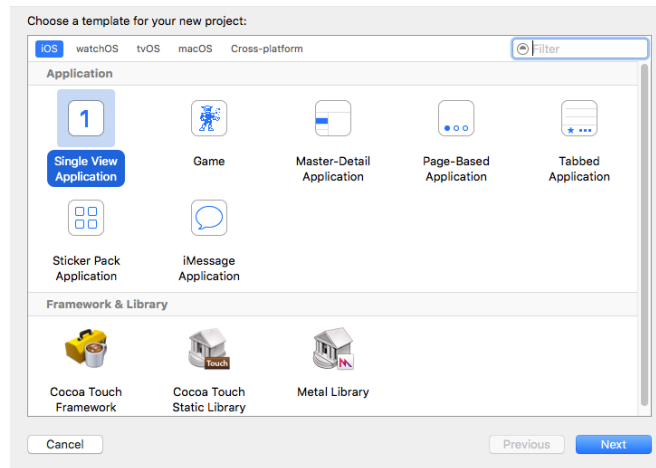 Choose a template for your new project:
iOS watchOS tvOS macOS Cross-platform Filter
Application
1
Single View Application Game Master-Detail Application Page-Based Application Tabbed Application
Sticker Pack Application iMessage Application
Framework & Library
Touch
Cocoa Touch Framework Cocoa Touch Static Library Metal Library
Cancel Previous Next